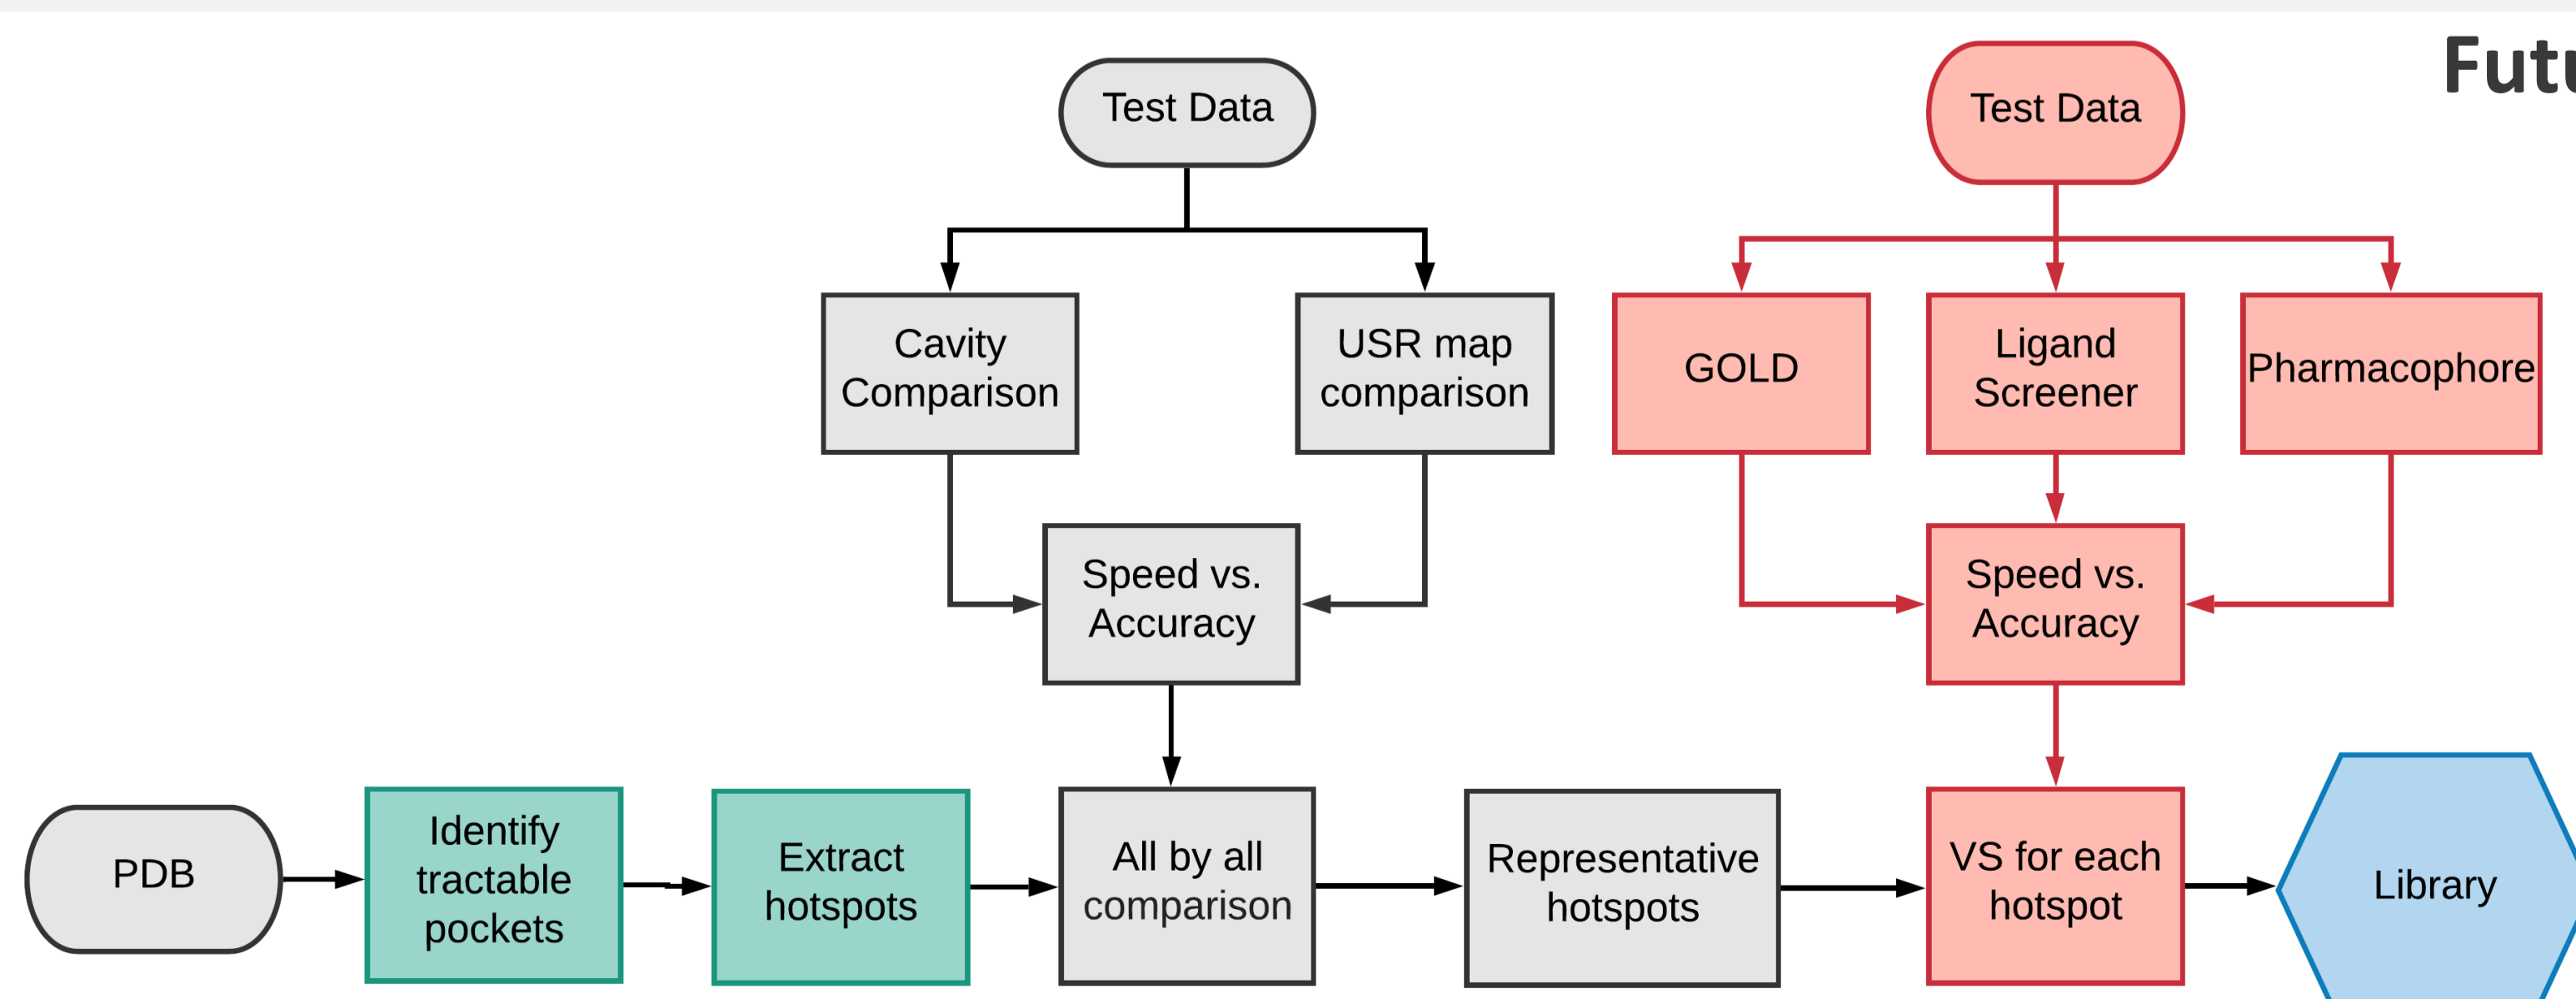 Futu
Test Data
Test Data
Cavity
Comparison
USR map
comparison
GOLD
Ligand
Screener
Pharmacophore
Speed vs.
Accuracy
Speed vs.
Accuracy
PDB
Identify
tractable
pockets
Extract
hotspots
All by all
comparison
Representative
hotspots
VS for each
hotspot
Library